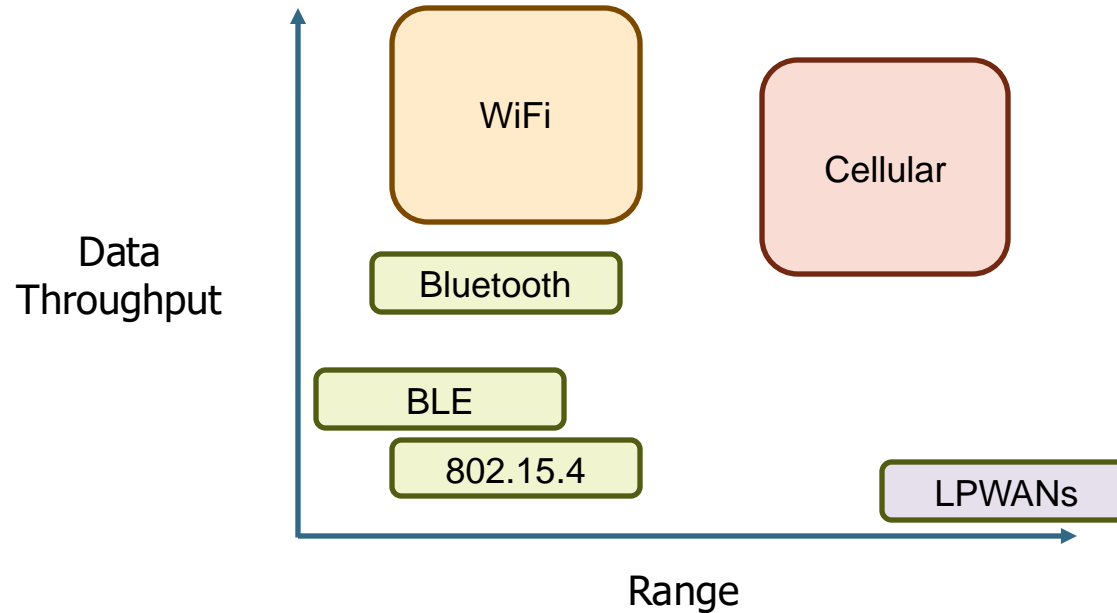 WiFi
Cellular
Data
Throughput
Bluetooth
BLE
802.15.4
LPWANs
Range